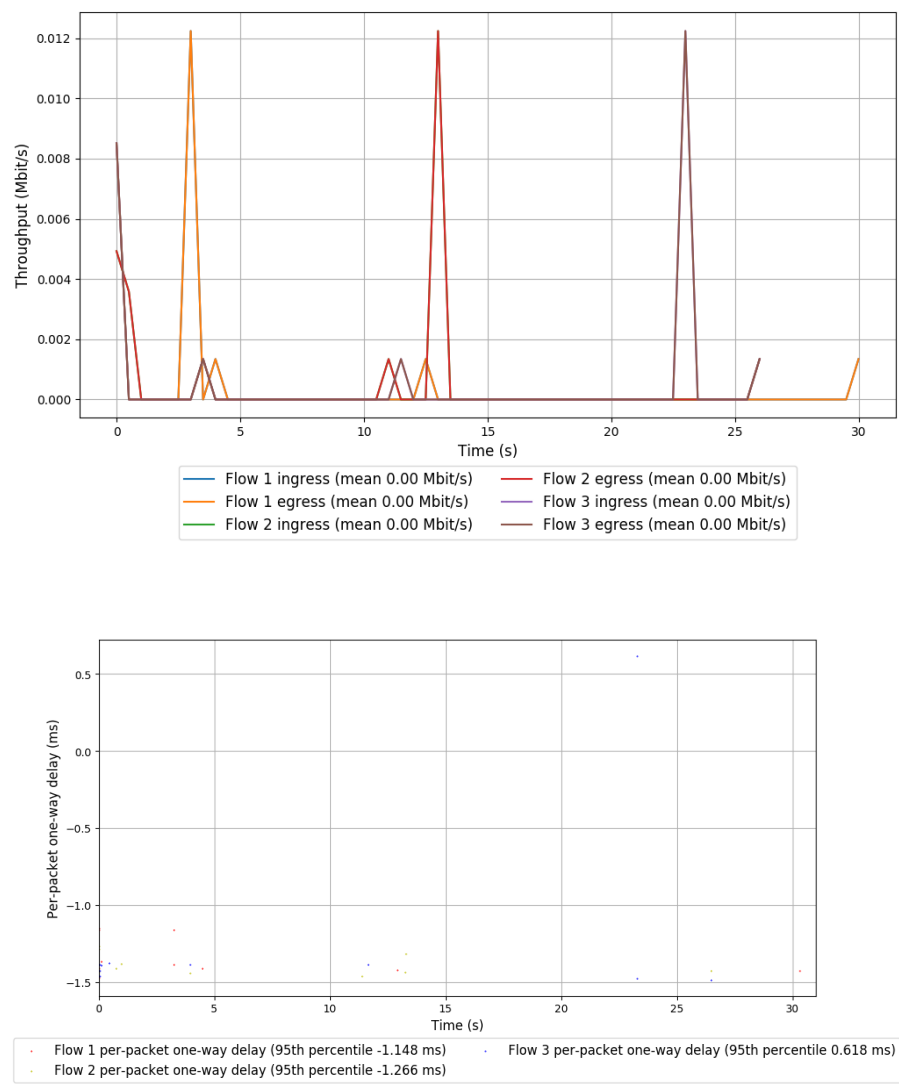 0.012
0.010
0.008
0.006
0.004
0.002
0.000
Throughput (Mbit/s)
0 5 10 15 20 25 30
Time (s)
Flow 1 ingress (mean 0.00 Mbit/s) Flow 2 egress (mean 0.00 Mbit/s)
Flow 1 egress (mean 0.00 Mbit/s) Flow 3 ingress (mean 0.00 Mbit/s)
Flow 2 ingress (mean 0.00 Mbit/s) Flow 3 egress (mean 0.00 Mbit/s)
0.5
0.0
−0.5
−1.0
−1.5
Per-packet one-way delay (ms)
0 5 10 15 20 25 30
Time (s)
Flow 1 per-packet one-way delay (95th percentile -1.148 ms) Flow 3 per-packet one-way delay (95th percentile 0.618 ms)
Flow 2 per-packet one-way delay (95th percentile -1.266 ms)